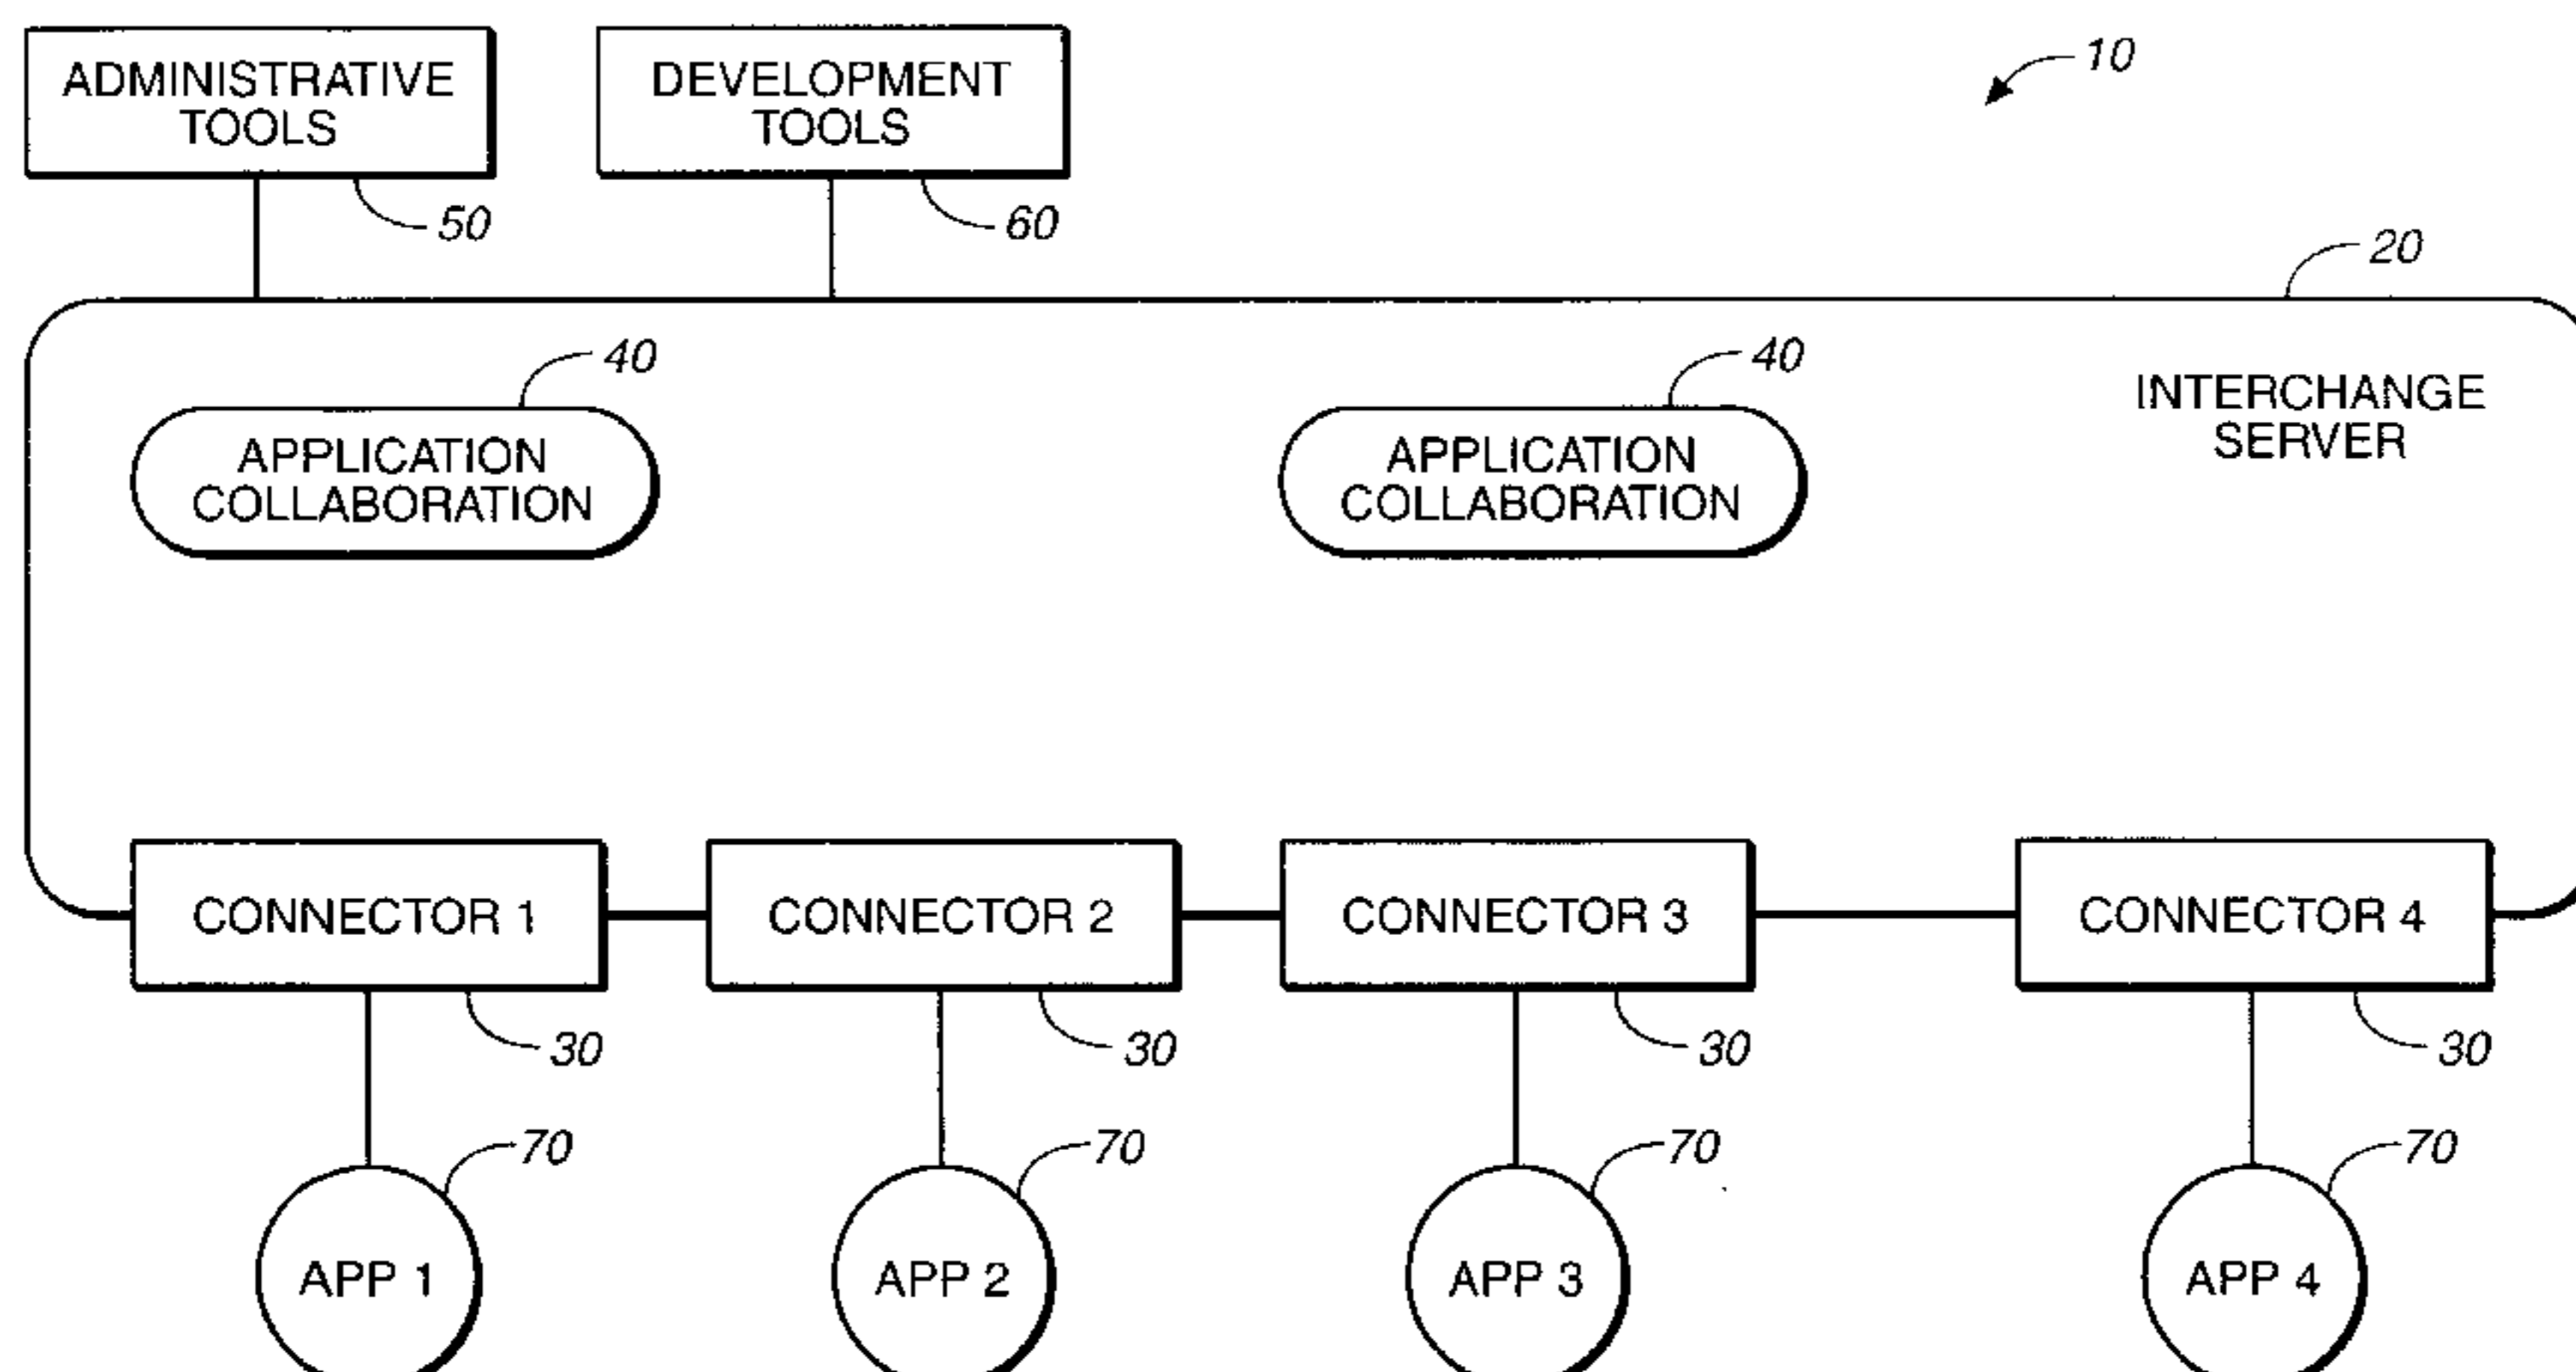 ADMINISTRATIVE
TOOLS
DEVELOPMENT
TOOLS
10
50
60
20
40
40
INTERCHANGE
SERVER
APPLICATION
COLLABORATION
APPLICATION
COLLABORATION
CONNECTOR 1
CONNECTOR 2
CONNECTOR 3
CONNECTOR 4
30
30
30
30
70
70
70
70
APP 1
APP 2
APP 3
APP 4